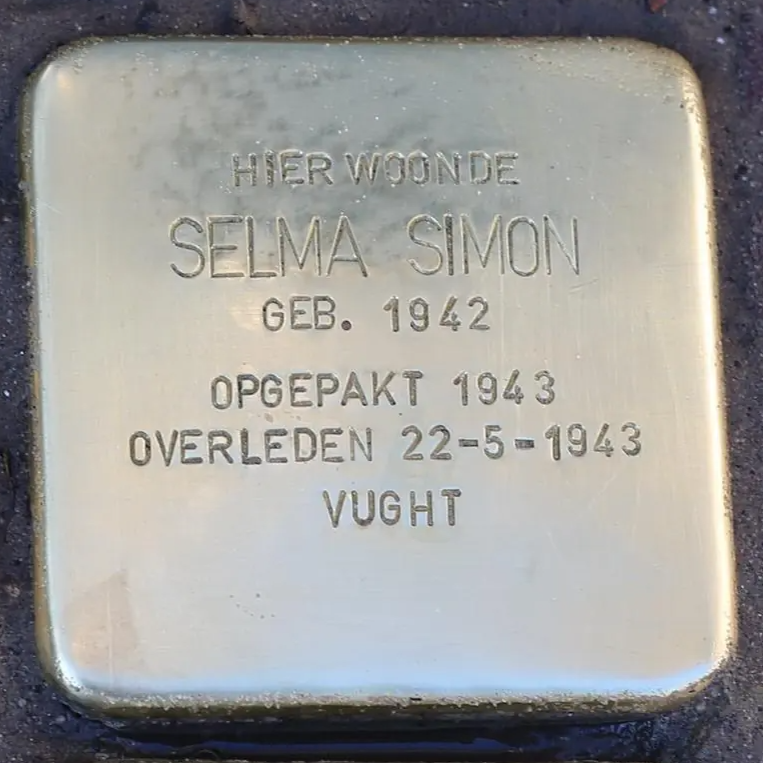 HIER WOONDE
SELMA SIMON
GEB. 1942
OPGEPAKT 1943
OVERLEDEN 22-5-1943
VUGHT